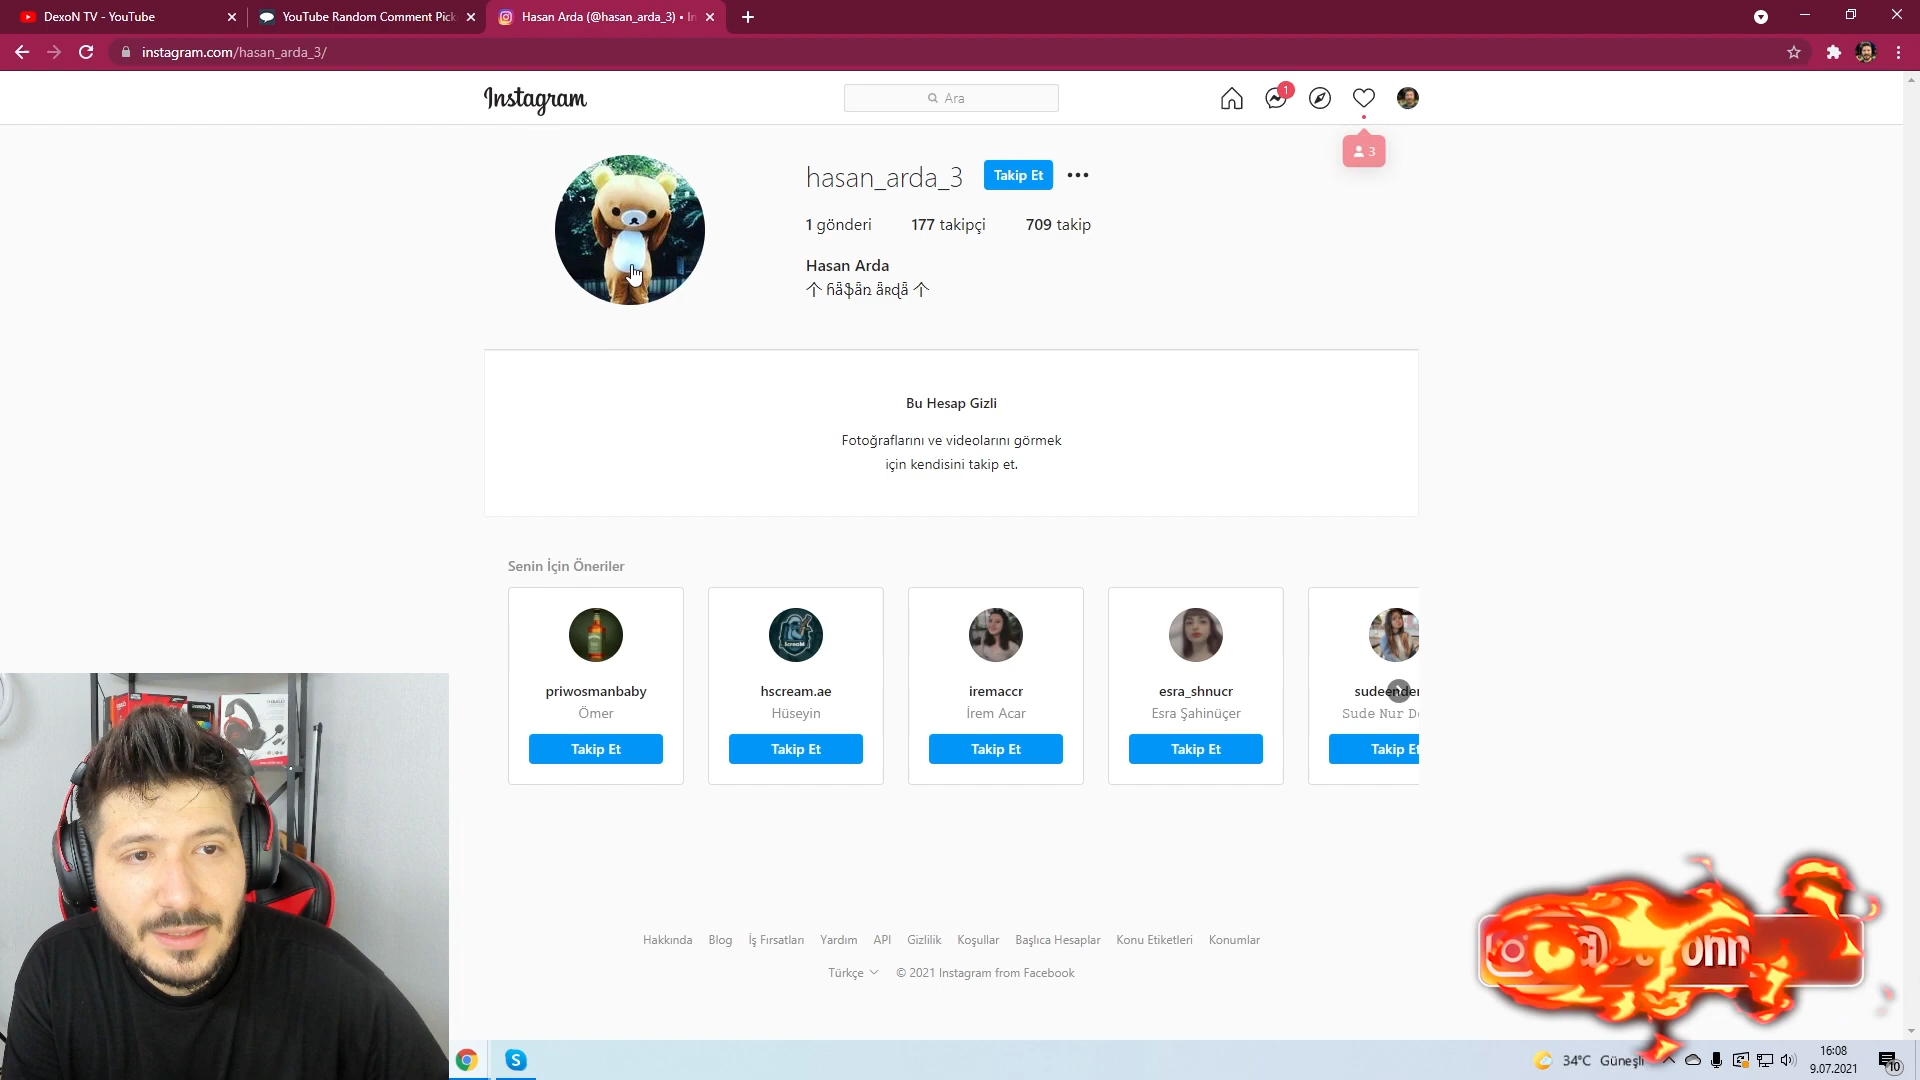 DexoN TV - YouTube
YouTube Random Comment Pick
Hasan Arda (@hasan_arda_3) • In
instagram.com/hasan_arda_3/
Instagram
Ara
1
3
hasan_arda_3
Takip Et
1 gönderi 177 takipçi 709 takip
Hasan Arda
Bu Hesap Gizli
Fotoğraflarını ve videolarını görmek
için kendisini takip et.
Senin İçin Öneriler
priwosmanbaby
Ömer
Takip Et
hscream.ae
Hüseyin
Takip Et
iremaccr
İrem Acar
Takip Et
esra_shnucr
Esra Şahinüçer
Takip Et
Sude Nur
Takip Et
Hakkında Blog İş Fırsatları Yardım API Gizlilik Koşullar Başlıca Hesaplar Konu Etiketleri Konumlar
Türkçe © 2021 Instagram from Facebook
34°C Güneşli
16:08
9.07.2021
10